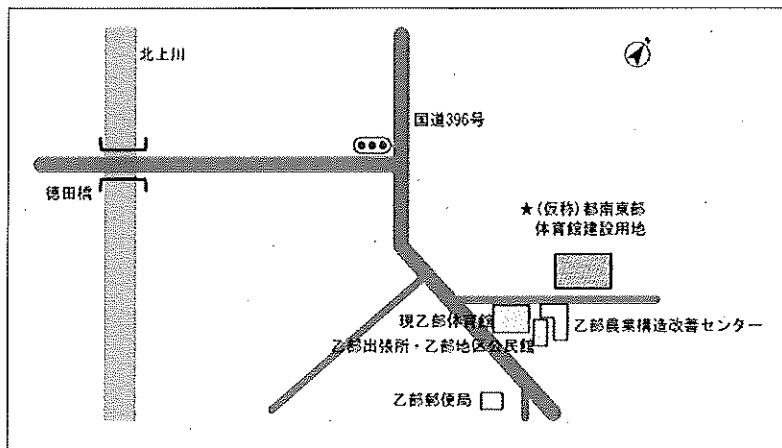 北上川
国道396号
徳田橋
★(仮称)都南東部
体育館建設用地
現乙部体育館
乙部農業構造改善センター
乙部出張所・乙部地区公民館
乙部郵便局